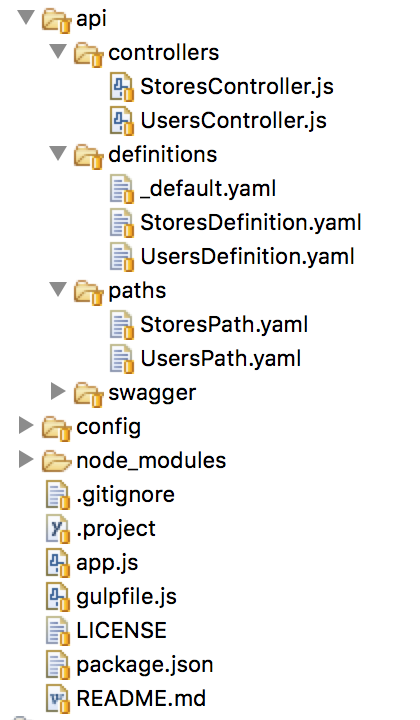 api
controllers
StoresController.js
UsersController.js
definitions
_default.yaml
StoresDefinition.yaml
UsersDefinition.yaml
paths
StoresPath.yaml
UsersPath.yaml
swagger
config
node_modules
.gitignore
.project
app.js
gulpfile.js
LICENSE
package.json
README.md